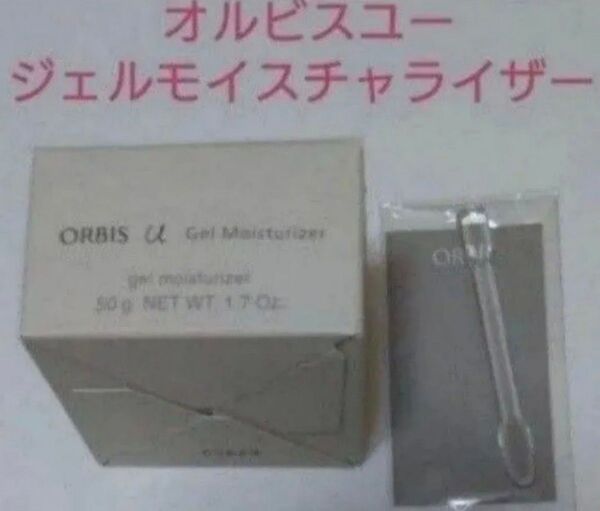 オルビスユー
ジェルモイスチャライザー
ORBIS u Gel Moisturizer
gel moisturizer
50 g NET WT. 1.7 Oz.